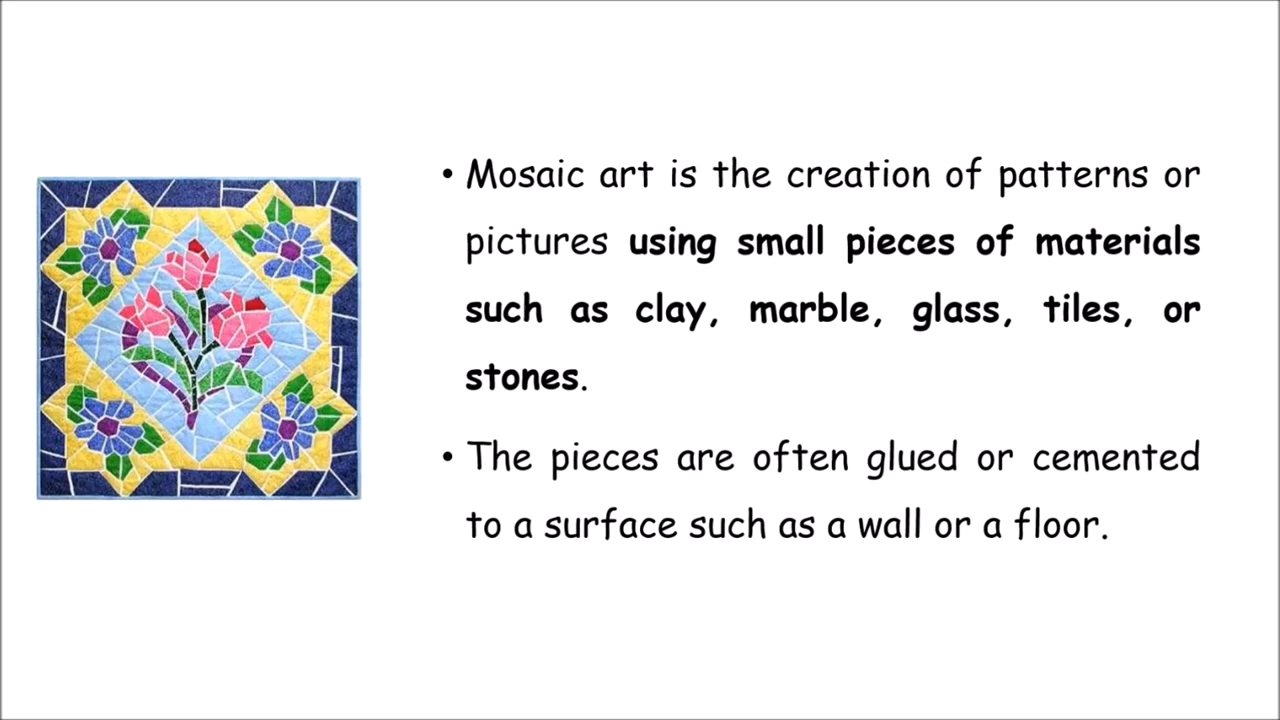 • Mosaic art is the creation of patterns or
pictures using small pieces of materials
such as clay, marble, glass, tiles, or
stones.
• The pieces are often glued or cemented
to a surface such as a wall or a floor.